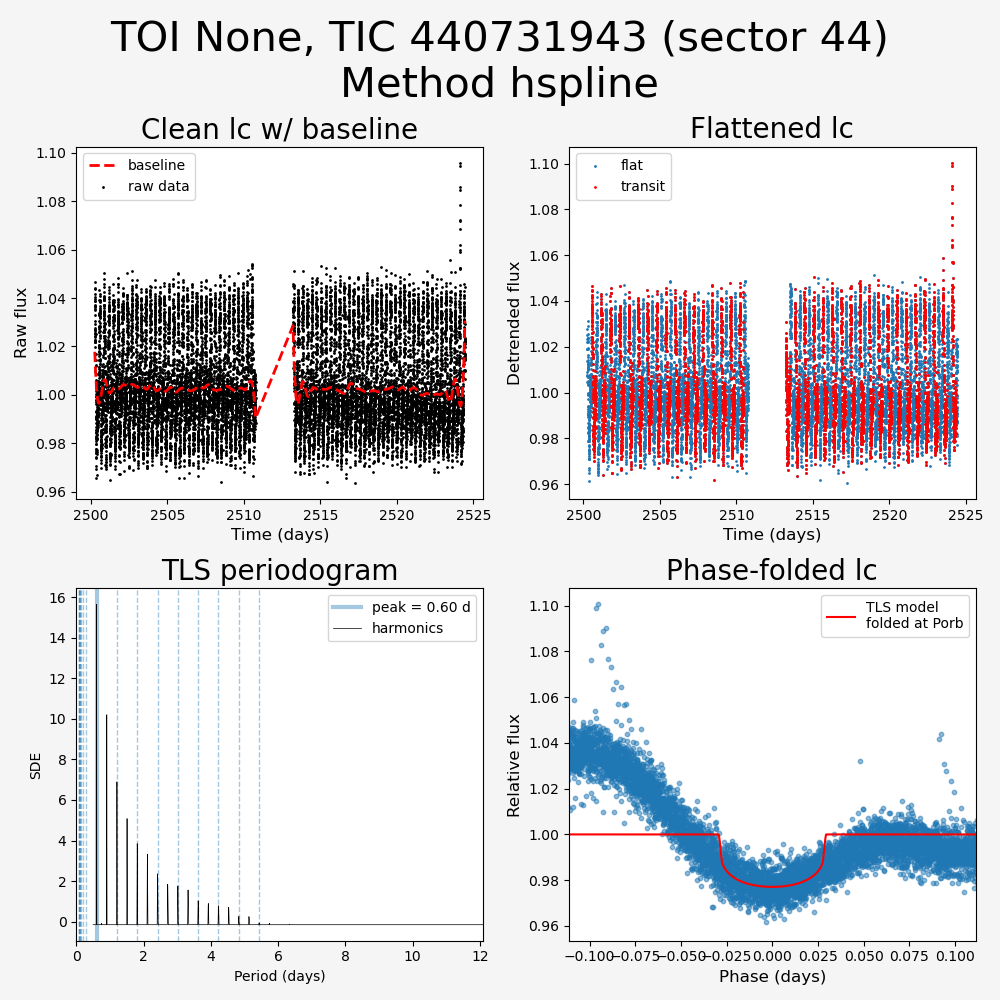 TOI None, TIC 440731943 (sector 44)
Method hspline
Clean lc w/ baseline
Flattened lc
baseline
raw data
flat
transit
1.10
1.08
1.06
1.04
1.02
1.00
0.98
0.96
Raw flux
2500
2505
2510
2515
2520
2525
Time (days)
1.10
1.08
1.06
1.04
1.02
1.00
0.98
0.96
Detrended flux
2500
2505
2510
2515
2520
2525
Time (days)
TLS periodogram
Phase-folded lc
peak = 0.60 d
harmonics
16
14
12
10
8
6
4
2
0
SDE
0
2
4
6
8
10
12
Period (days)
TLS model
folded at Porb
1.10
1.08
1.06
1.04
1.02
1.00
0.98
0.96
Relative flux
−0.100
−0.075
−0.050
−0.025
0.000
0.025
0.050
0.075
0.100
Phase (days)